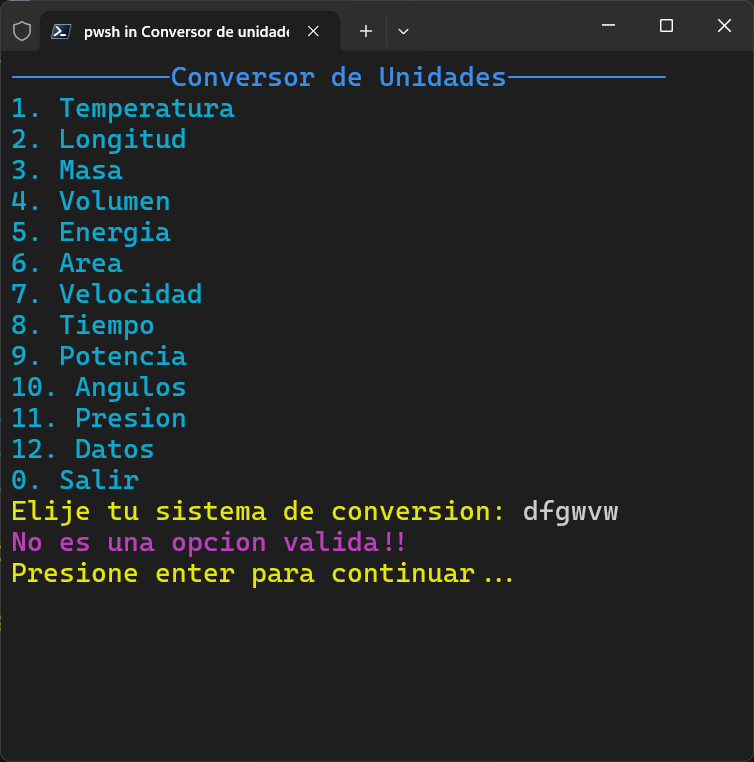 pwsh in Conversor de unidade
Conversor de Unidades
1. Temperatura
2. Longitud
3. Masa
4. Volumen
5. Energia
6. Area
7. Velocidad
8. Tiempo
9. Potencia
10. Angulos
11. Presion
12. Datos
0. Salir
Elije tu sistema de conversion: dfgwvw
No es una opcion valida!!
Presione enter para continuar...